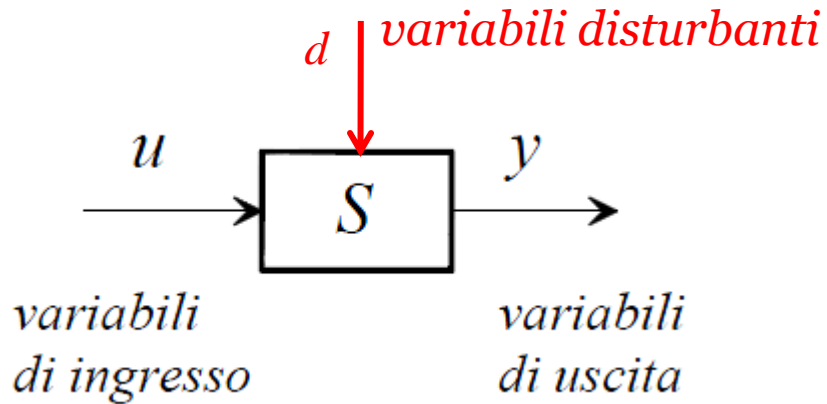 d variabili disturbanti
u
y
S
variabili
di ingresso
variabili
di uscita